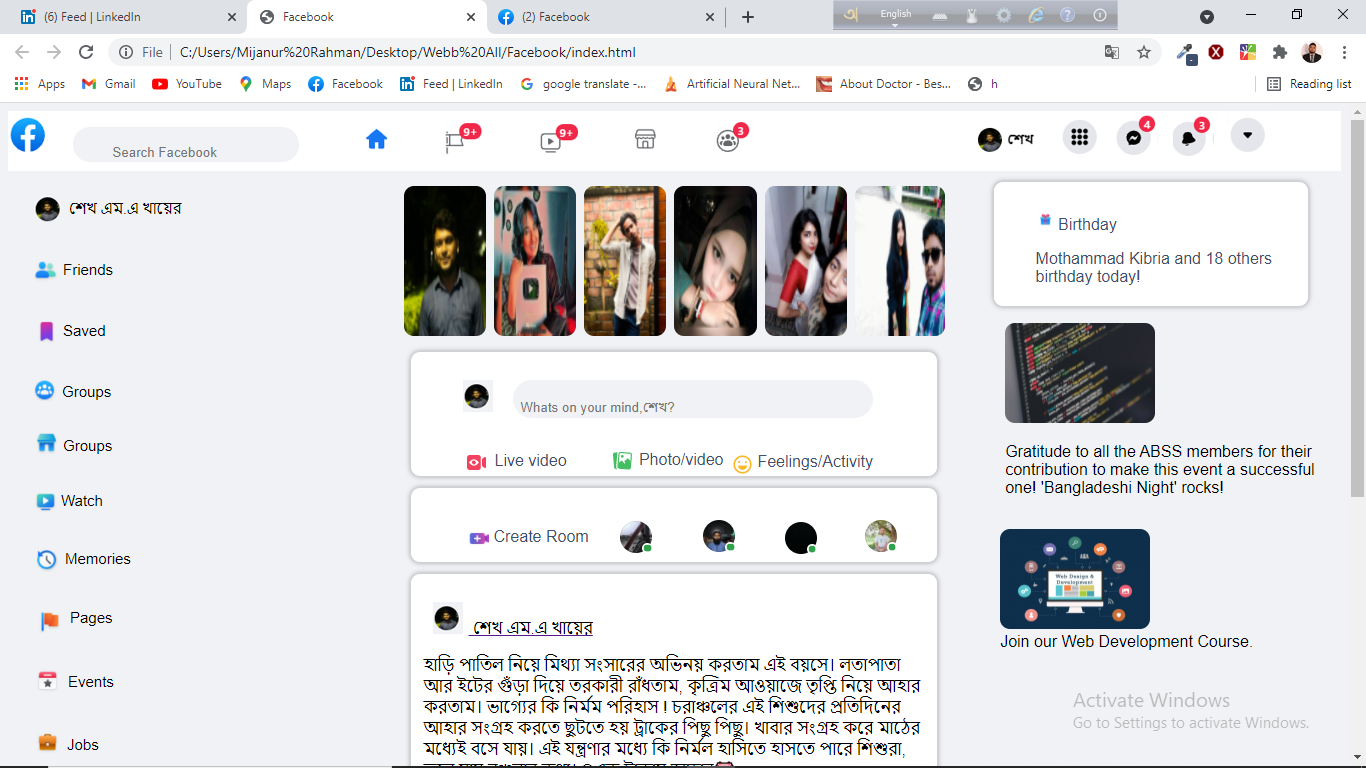 (6) Feed | LinkedIn
Facebook
(2) Facebook
English
File
C:/Users/Mijanur%20Rahman/Desktop/Webb%20All/Facebook/index.html
Apps
Gmail
YouTube
Maps
Facebook
Feed | LinkedIn
google translate -...
Artificial Neural Net...
About Doctor - Bes...
h
Reading list
Search Facebook
9+
9+
3
শেখ
4
3
শেখ এম.এ খায়ের
Friends
Saved
Groups
Groups
Watch
Memories
Pages
Events
Jobs
Whats on your mind,শেখ?
Live video
Photo/video
Feelings/Activity
Create Room
শেখ এম.এ খায়ের
হাড়ি পাতিল নিয়ে মিথ্যা সংসারের অভিনয় করতাম এই বয়সে। লতাপাতা
আর ইটের গুঁড়া দিয়ে তরকারী রাঁধতাম, কৃত্রিম আওয়াজে তৃপ্তি নিয়ে আহার
করতাম। ভাগ্যের কি নির্মম পরিহাস ! চরাঞ্চলের এই শিশুদের প্রতিদিনের
আহার সংগ্রহ করতে ছুটতে হয় ট্রাকের পিছু পিছু। খাবার সংগ্রহ করে মাঠের
মধ্যেই বসে যায়। এই যন্ত্রণার মধ্যে কি নির্মল হাসিতে হাসতে পারে শিশুরা,
Birthday
Mothammad Kibria and 18 others
birthday today!
Gratitude to all the ABSS members for their
contribution to make this event a successful
one! 'Bangladeshi Night' rocks!
Web Design &
Development
Join our Web Development Course.
Activate Windows
Go to Settings to activate Windows.